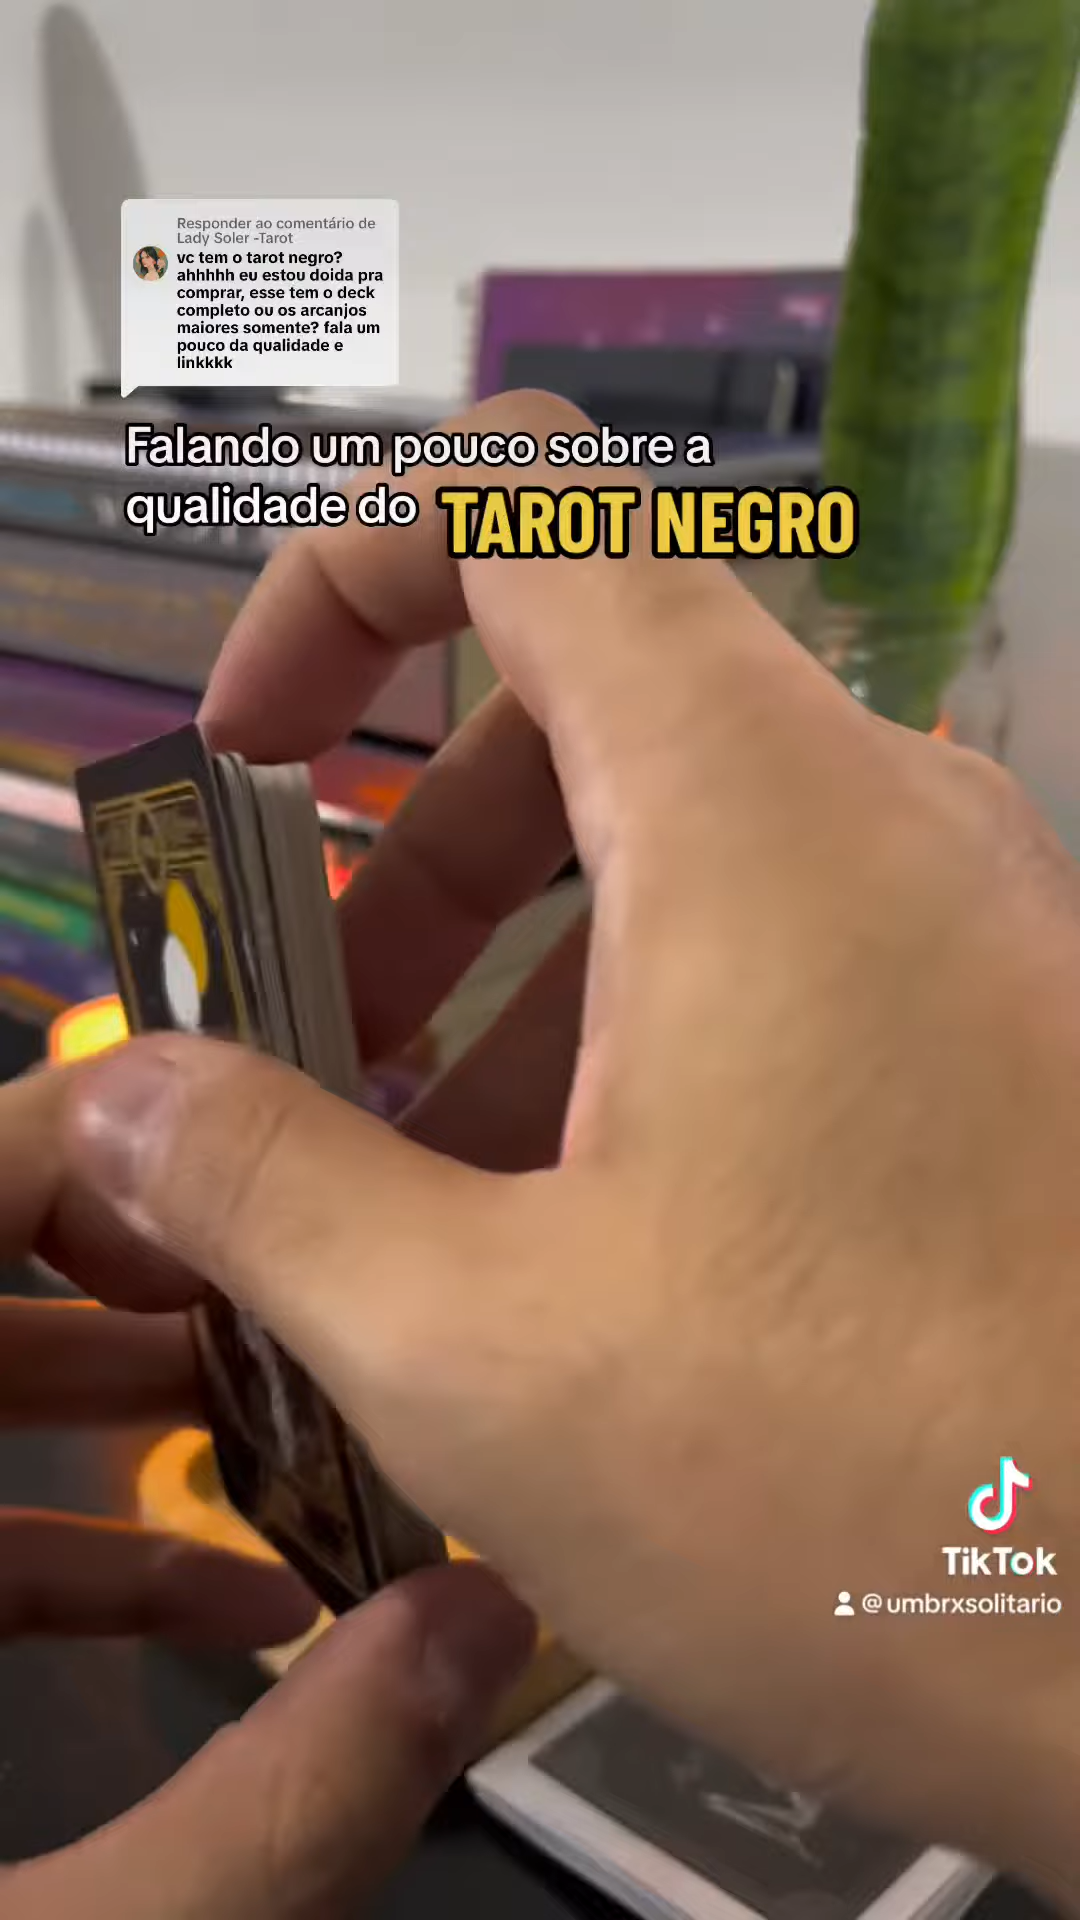 Responder ao comentário de
Lady Soler -Tarot
vc tem o tarot negro?
ahhhhh eu estou doida pra
comprar, esse tem o deck
completo ou os arcanjos
maiores somente? fala um
pouco da qualidade e
linkkkk
Falando um pouco sobre a
qualidade do TAROT NEGRO
TikTok
@umbrxsolitario